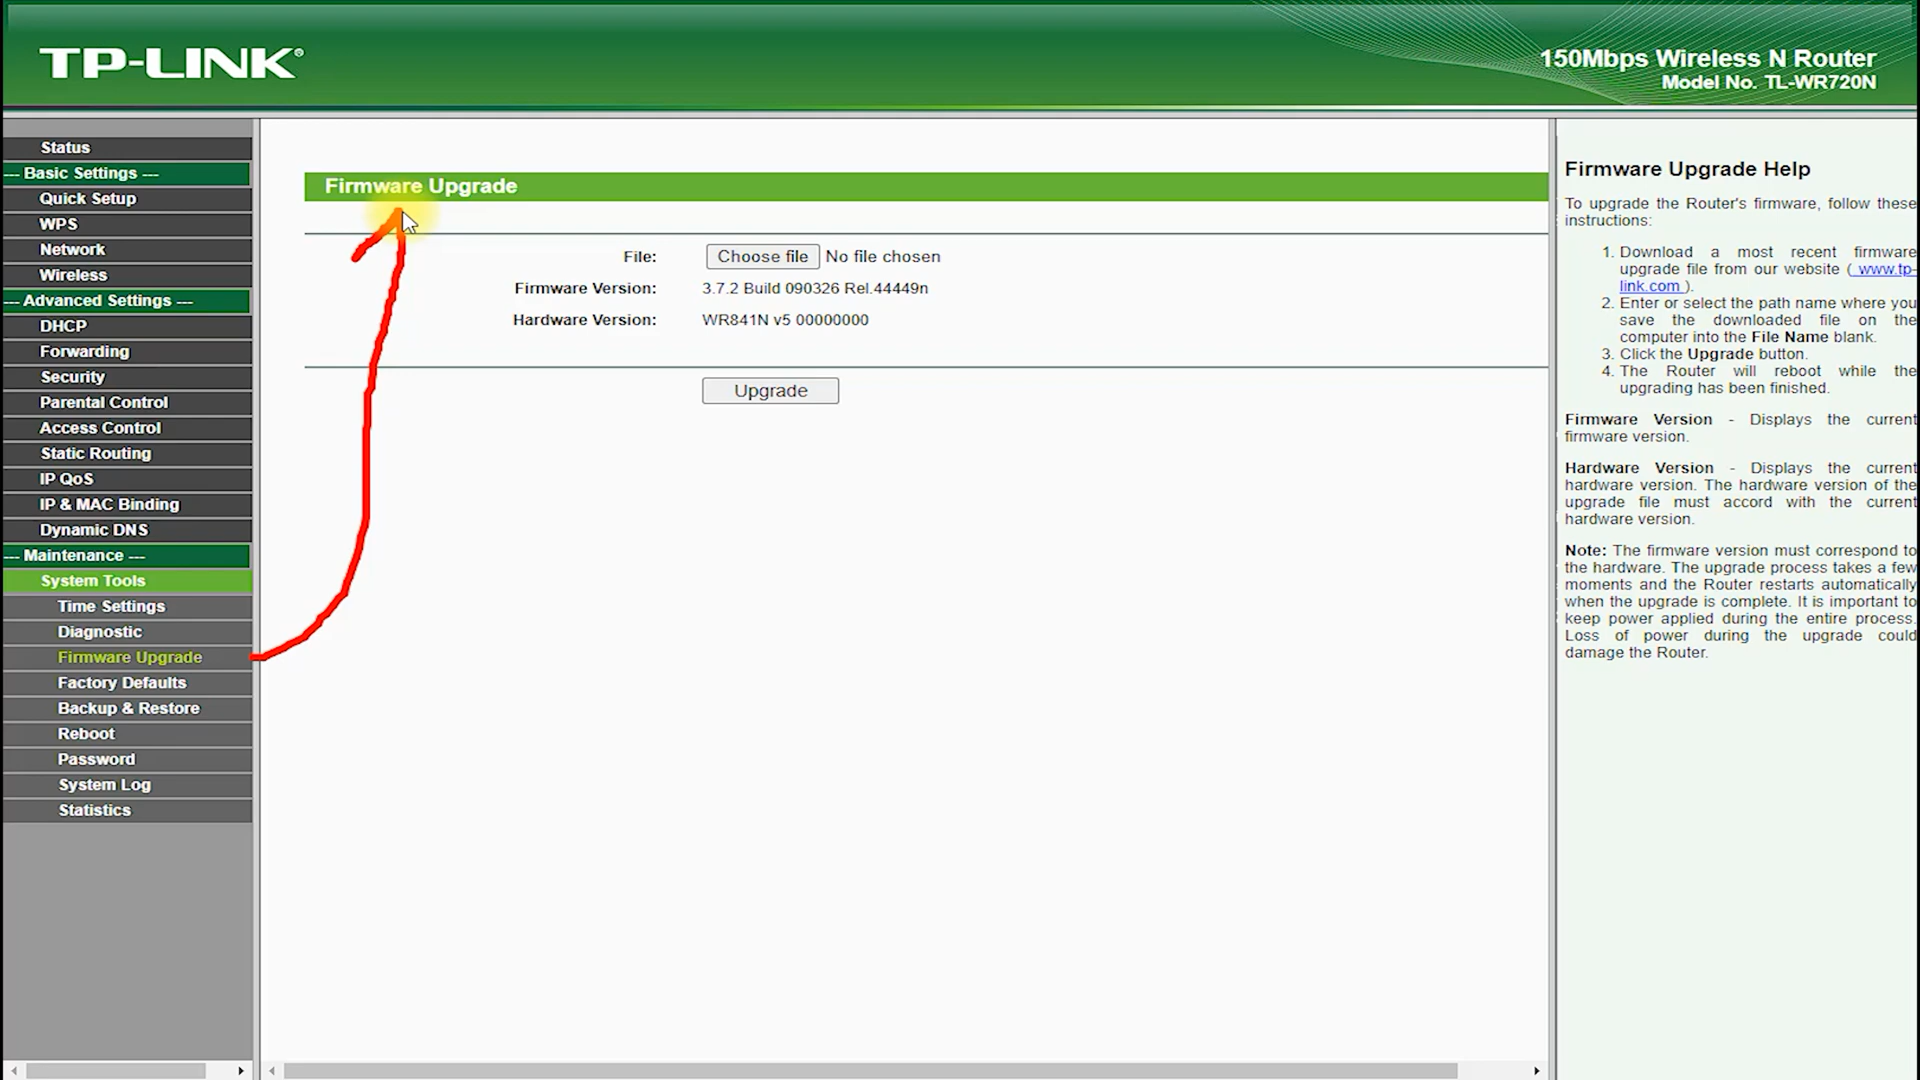 TP-LINK®
150Mbps Wireless N Router
Model No. TL-WR720N
Status
--- Basic Settings ---
Quick Setup
WPS
Network
Wireless
--- Advanced Settings ---
DHCP
Forwarding
Security
Parental Control
Access Control
Static Routing
IP QoS
IP & MAC Binding
Dynamic DNS
--- Maintenance ---
System Tools
Time Settings
Diagnostic
Firmware Upgrade
Factory Defaults
Backup & Restore
Reboot
Password
System Log
Statistics
Firmware Upgrade
File: Choose file No file chosen
Firmware Version: 3.7.2 Build 090326 Rel.44449n
Hardware Version: WR841N v5 00000000
Upgrade
Firmware Upgrade Help
To upgrade the Router's firmware, follow these
instructions:
1. Download a most recent firmware
upgrade file from our website ( www.tp-
link.com ).
2. Enter or select the path name where you
save the downloaded file on the
computer into the File Name blank.
3. Click the Upgrade button.
4. The Router will reboot while the
upgrading has been finished.
Firmware Version - Displays the current
firmware version.
Hardware Version - Displays the current
hardware version. The hardware version of the
upgrade file must accord with the current
hardware version.
Note: The firmware version must correspond to
the hardware. The upgrade process takes a few
moments and the Router restarts automatically
when the upgrade is complete. It is important to
keep power applied during the entire process.
Loss of power during the upgrade could
damage the Router.